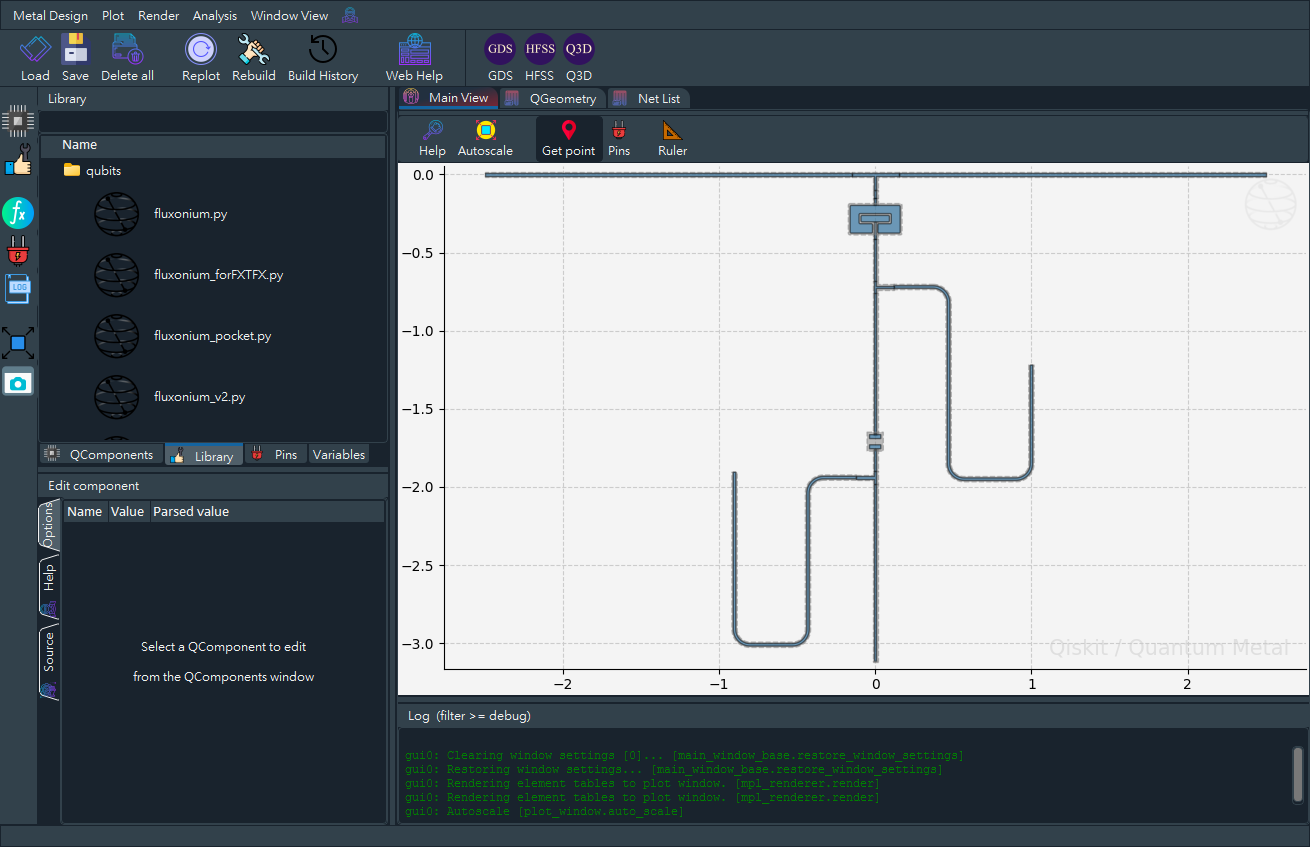 Metal Design Plot Render Analysis Window View
Load Save Delete all Replot Rebuild Build History Web Help GDS HFSS Q3D
GDS HFSS Q3D
Library
Name
qubits
fluxonium.py
fluxonium_forFXTFX.py
fluxonium_pocket.py
fluxonium_v2.py
QComponents Library Pins Variables
Edit component
Options
Help
Source
Name Value Parsed value
Select a QComponent to edit
from the QComponents window
fx
LOG
Main View QGeometry Net List
Help Autoscale Get point Pins Ruler
0.0
−0.5
−1.0
−1.5
−2.0
−2.5
−3.0
−2 −1 0 1 2
Qiskit / Quantum Metal
Log (filter >= debug)
gui0: Clearing window settings [0]... [main_window_base.restore_window_settings]
gui0: Restoring window settings... [main_window_base.restore_window_settings]
gui0: Rendering element tables to plot window. [mpl_renderer.render]
gui0: Rendering element tables to plot window. [mpl_renderer.render]
gui0: Autoscale [plot_window.auto_scale]